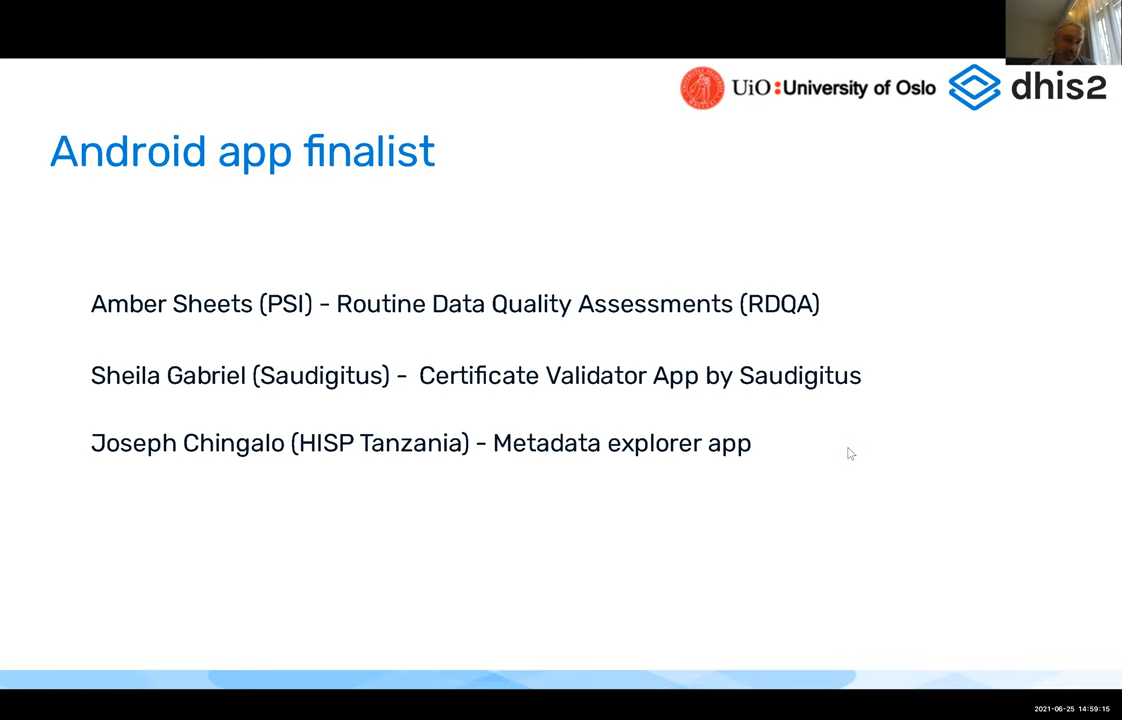 UiO:University of Oslo
dhis2
Android app finalist
Amber Sheets (PSI) - Routine Data Quality Assessments (RDQA)
Sheila Gabriel (Saudigitus) - Certificate Validator App by Saudigitus
Joseph Chingalo (HISP Tanzania) - Metadata explorer app
2021-06-25 14:59:15